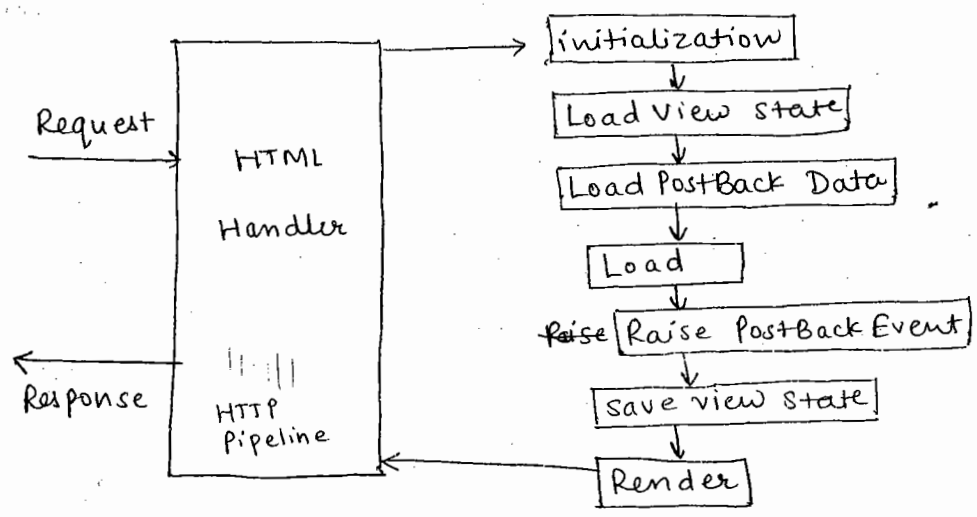 Request
HTML
Handler
Response
HTTP
Pipeline
initialization
Load View State
Load PostBack Data
Load
Raise Raise PostBack Event
Save view State
Render